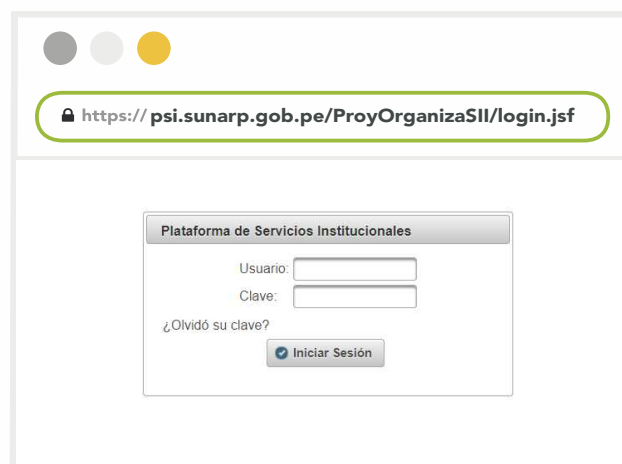 https://psi.sunarp.gob.pe/ProyOrganizaSII/login.jsf
Plataforma de Servicios Institucionales
Usuario:
Clave:
¿Olvidó su clave?
Iniciar Sesión